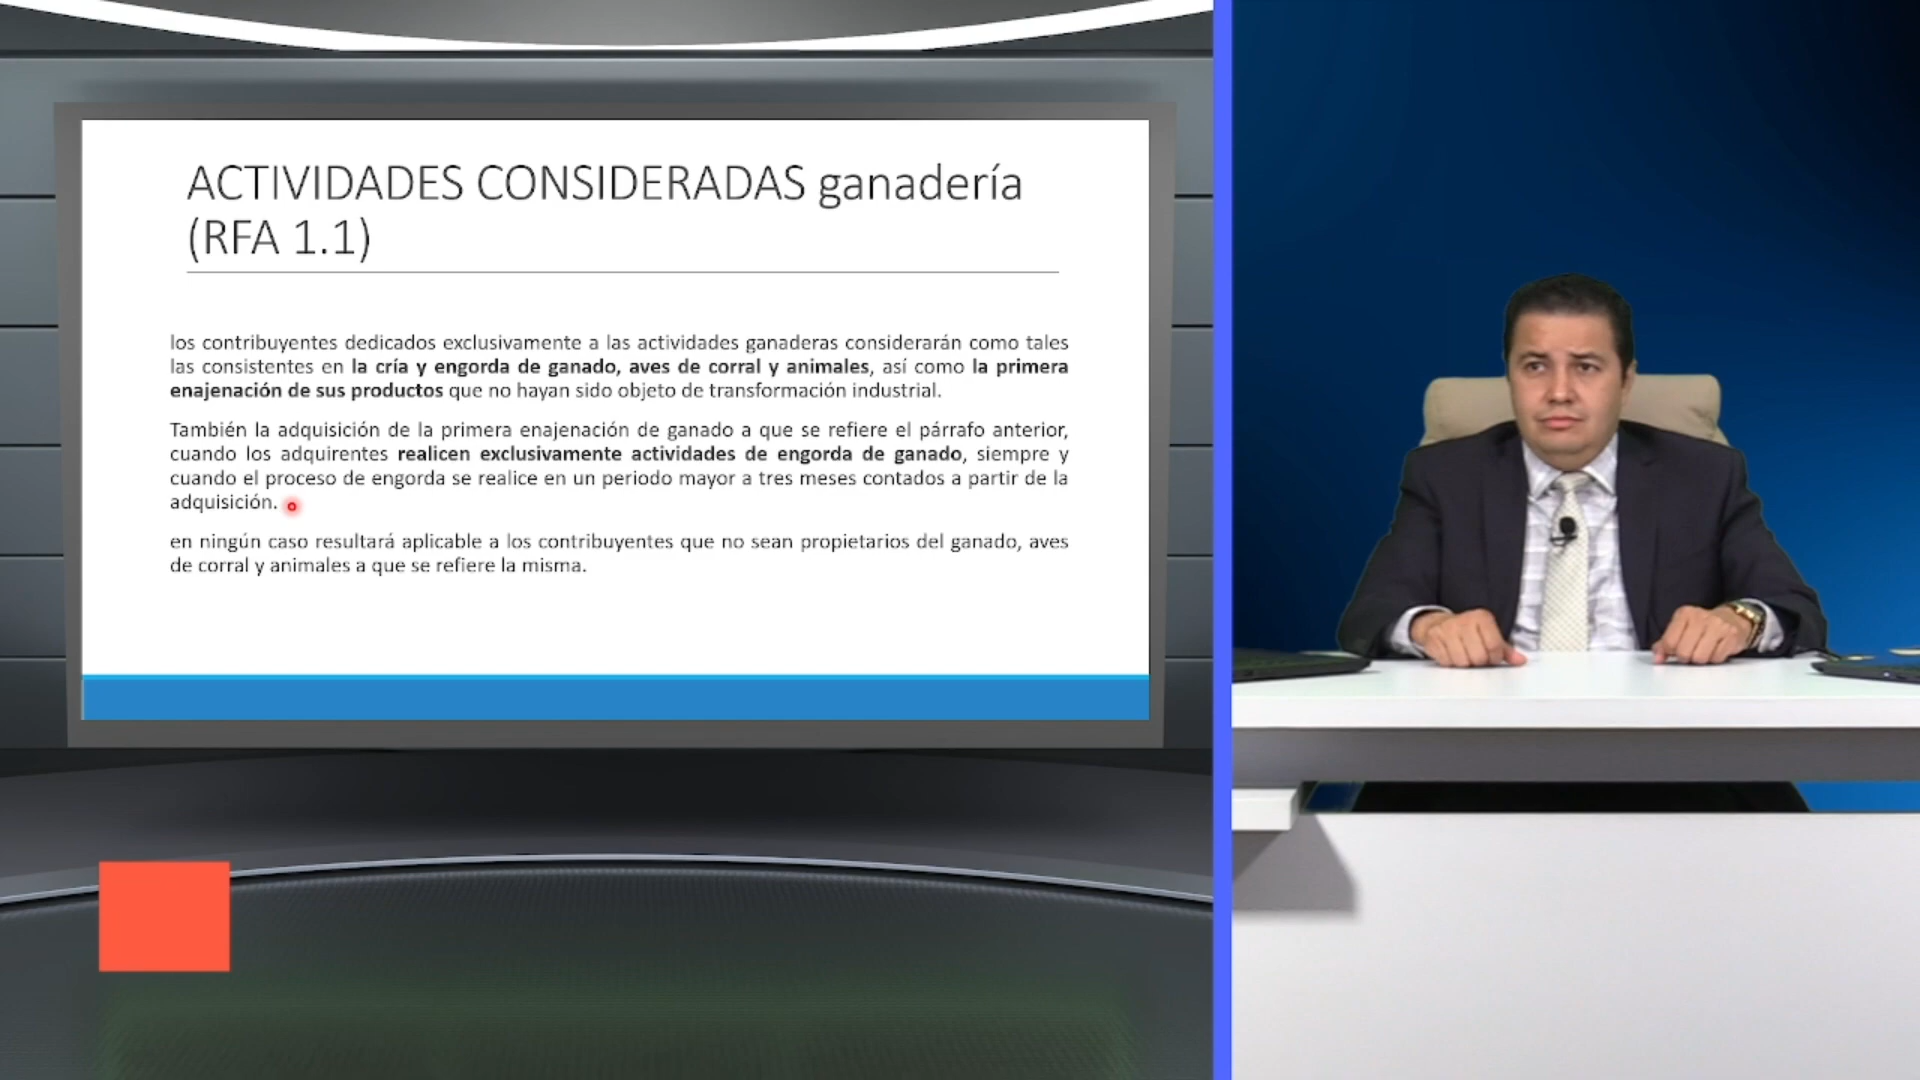 ACTIVIDADES CONSIDERADAS ganadería
(RFA 1.1)
los contribuyentes dedicados exclusivamente a las actividades ganaderas considerarán como tales
las consistentes en la cría y engorda de ganado, aves de corral y animales, así como la primera
enajenación de sus productos que no hayan sido objeto de transformación industrial.
También la adquisición de la primera enajenación de ganado a que se refiere el párrafo anterior,
cuando los adquirentes realicen exclusivamente actividades de engorda de ganado, siempre y
cuando el proceso de engorda se realice en un periodo mayor a tres meses contados a partir de la
adquisición.
en ningún caso resultará aplicable a los contribuyentes que no sean propietarios del ganado, aves
de corral y animales a que se refiere la misma.